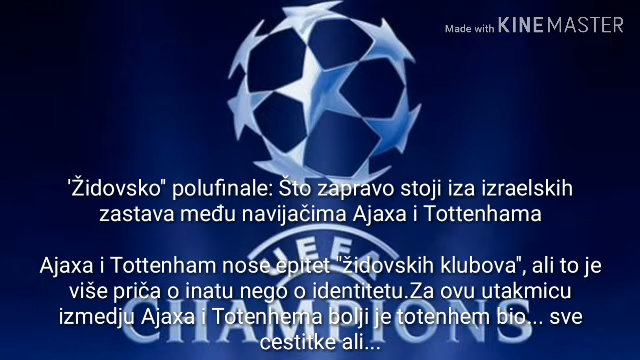 Made with KINEMASTER
'Židovsko" polufinale: Što zapravo stoji iza izraelskih
zastava među navijačima Ajaxa i Tottenhama
UEFA
Ajaxa i Tottenham nose epitet "židovskih klubova", ali to je
više priča o inatu nego o identitetu.Za ovu utakmicu
CHAMPIONS
izmedju Ajaxa i Totenhema bolji je totenhem bio... sve
cestitke ali...